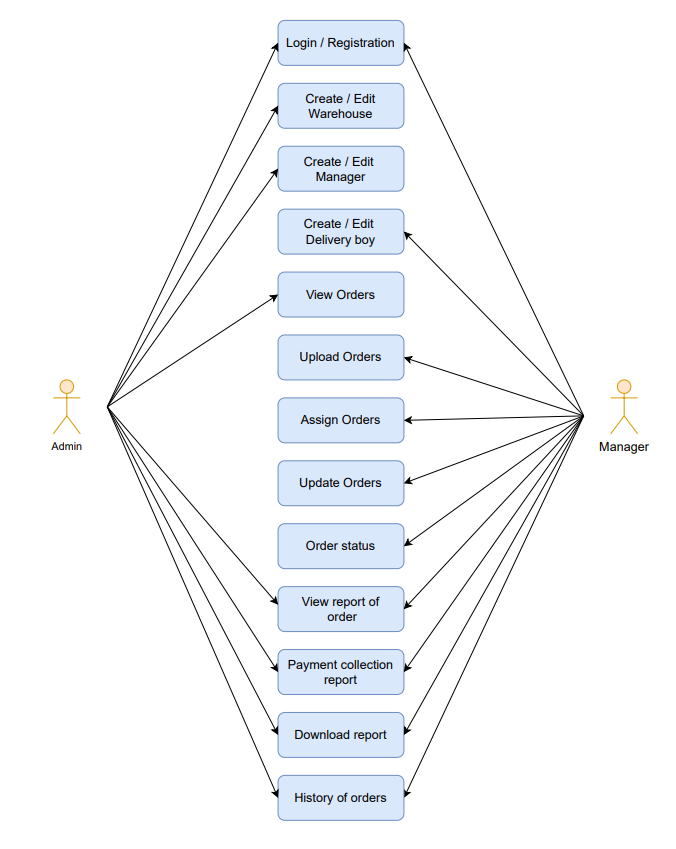 Login / Registration
Create / Edit
Warehouse
Create / Edit
Manager
Create / Edit
Delivery boy
View Orders
Upload Orders
Assign Orders
Update Orders
Order status
View report of
order
Payment collection
report
Download report
History of orders
Admin
Manager